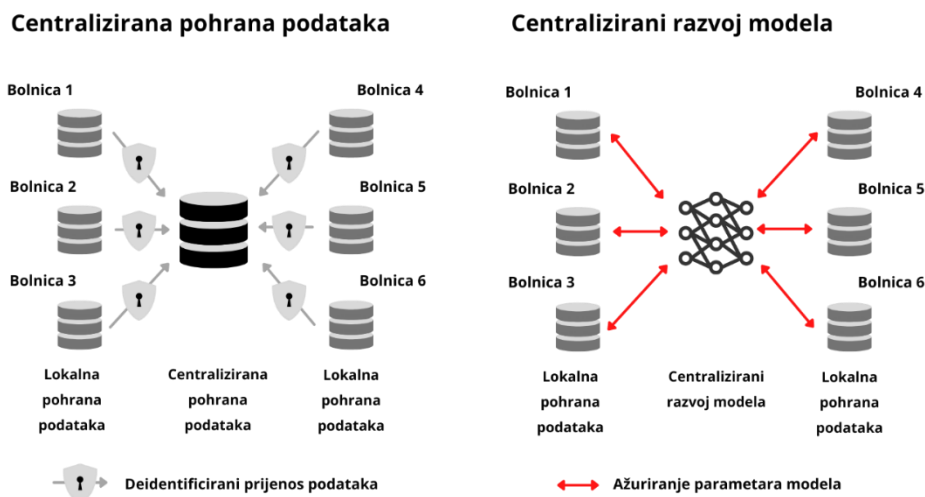 Centralizirana pohrana podataka
Bolnica 1
Bolnica 4
Bolnica 2
Bolnica 5
Bolnica 3
Bolnica 6
Lokalna
pohrana
podataka
Centralizirana
pohrana
podataka
Lokalna
pohrana
podataka
Deidentificirani prijenos podataka
Centralizirani razvoj modela
Bolnica 1
Bolnica 4
Bolnica 2
Bolnica 5
Bolnica 3
Bolnica 6
Lokalna
pohrana
podataka
Centralizirani
razvoj modela
Lokalna
pohrana
podataka
Ažuriranje parametara modela